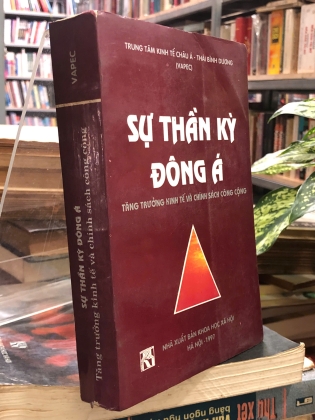 TRUNG TÂM KINH TẾ CHÂU Á - THÁI BÌNH DƯƠNG
(VAPEC)
SỰ THẦN KỲ
ĐÔNG Á
TĂNG TRƯỞNG KINH TẾ VÀ CHÍNH SÁCH CÔNG CỘNG
NHÀ XUẤT BẢN KHOA HỌC XÃ HỘI
HÀ NỘI - 1997
VAPEC
SỰ THẦN KỲ ĐÔNG Á
Tăng trưởng kinh tế và chính sách công cộng